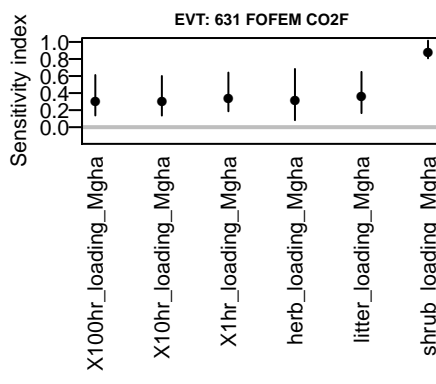 EVT: 631 FOFEM CO2F
Sensitivity index
1.0
0.8
0.6
0.4
0.2
0.0
X100hr_loading_Mgha
X10hr_loading_Mgha
X1hr_loading_Mgha
herb_loading_Mgha
litter_loading_Mgha
shrub_loading_Mgha